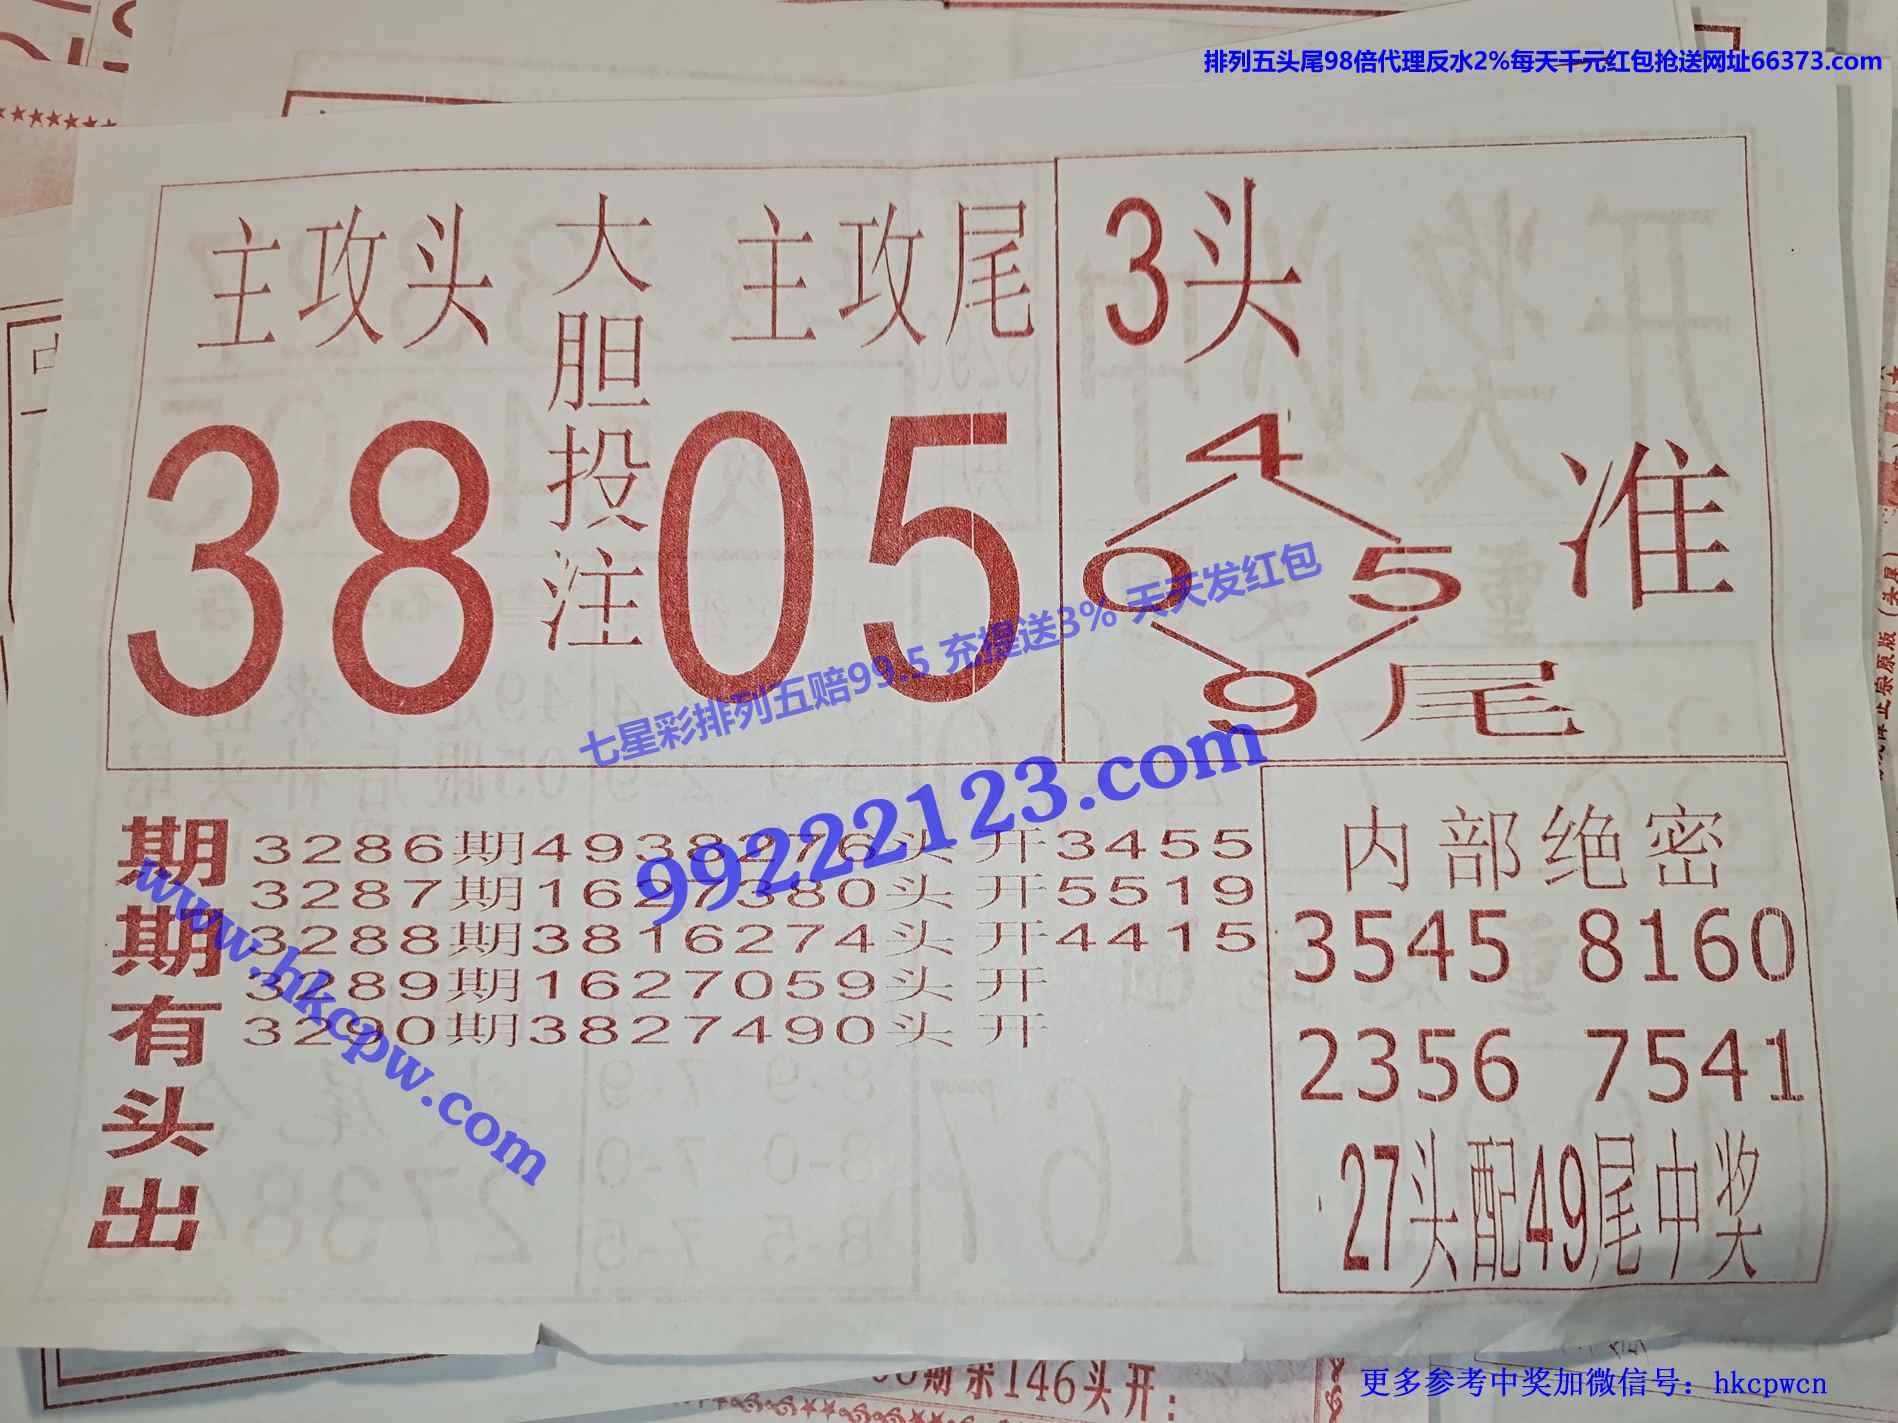 排列五头尾98倍代理反水2%每天千元红包抢送网址66373.com
主攻头
38
大胆投注
主攻尾
05
3头
4
0 5
9尾
准
七星彩排列五赔99.5 充提送3% 天天发红包
99222123.com
www.hkcpw.com
期期有头出
3286期4938276头 开3455
3287期1627380头 开5519
3288期3816274头 开4415
3289期1627059头 开
3290期3827490头 开
内部绝密
3545 8160
2356 7541
27头配49尾中奖
期杀146头开:
更多参考中奖加微信号: hkcpwcn